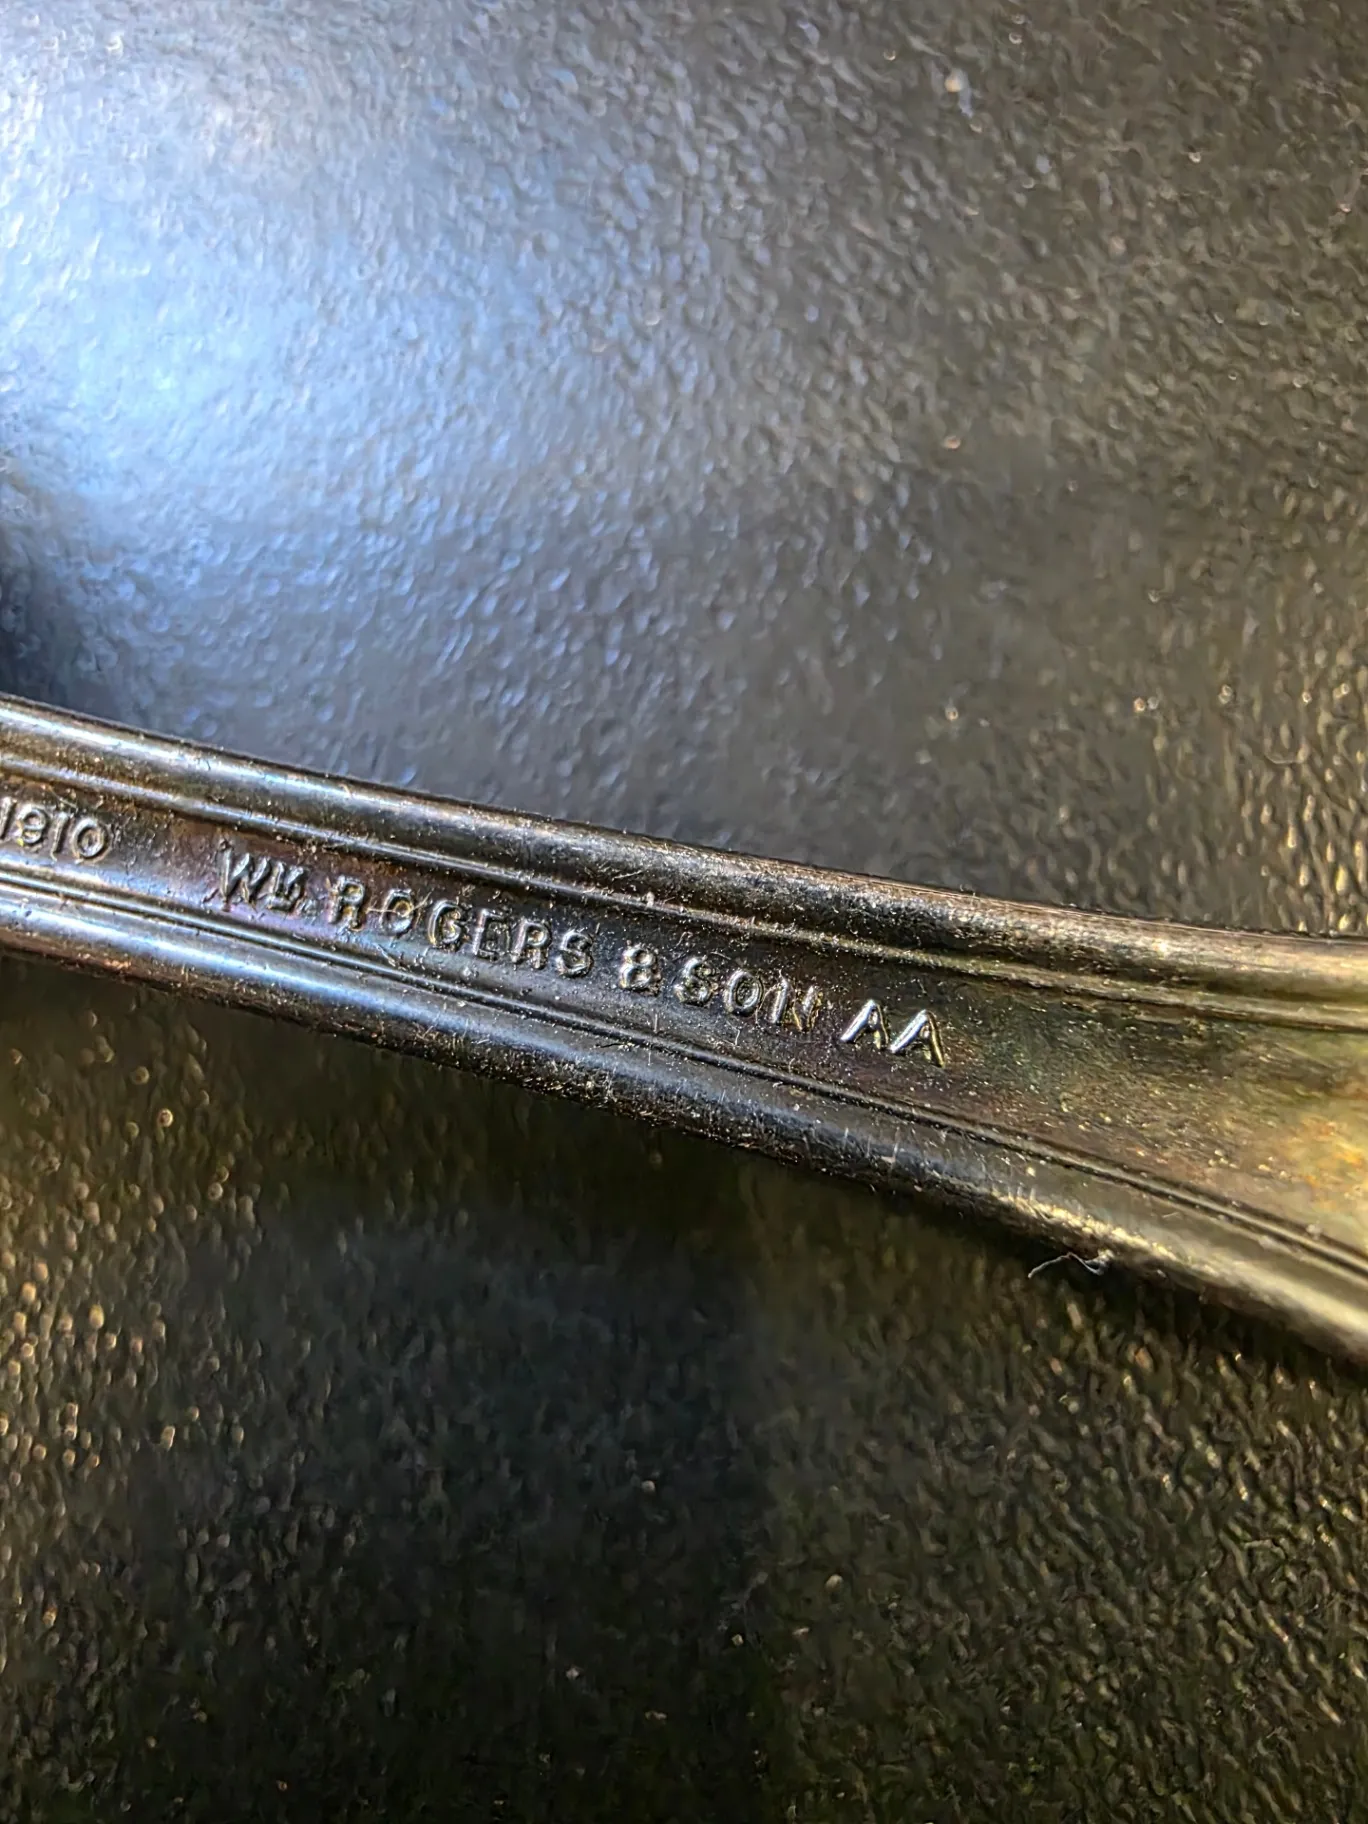 1910 WM. ROGERS & SON AA